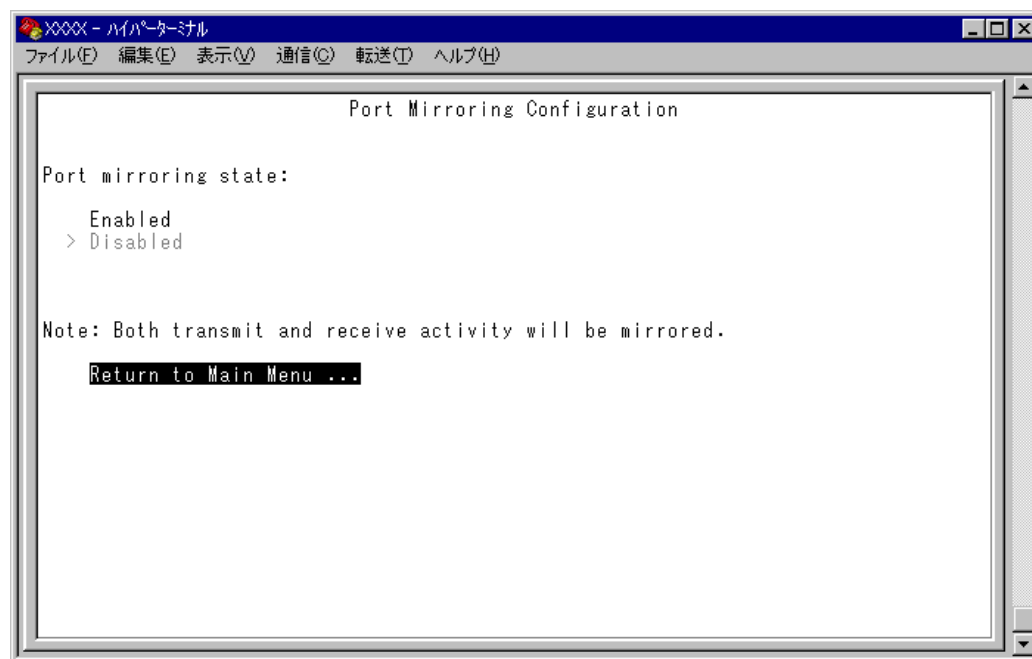 XXXX - ハイパーターミナル
ファイル(F) 編集(E) 表示(V) 通信(C) 転送(T) ヘルプ(H)
Port Mirroring Configuration
Port mirroring state:
Enabled
> Disabled
Note: Both transmit and receive activity will be mirrored.
Return to Main Menu ...